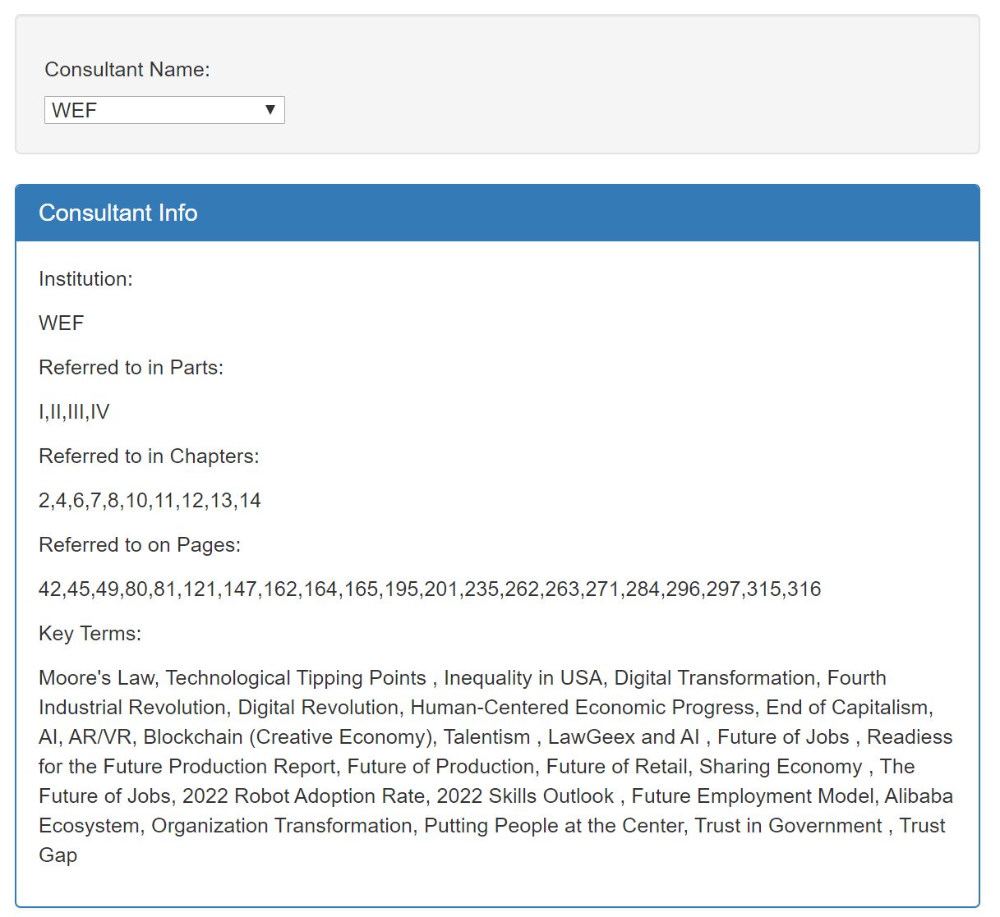 Consultant Name:
WEF
Consultant Info
Institution:
WEF
Referred to in Parts:
I,II,III,IV
Referred to in Chapters:
2,4,6,7,8,10,11,12,13,14
Referred to on Pages:
42,45,49,80,81,121,147,162,164,165,195,201,235,262,263,271,284,296,297,315,316
Key Terms:
Moore's Law, Technological Tipping Points , Inequality in USA, Digital Transformation, Fourth
Industrial Revolution, Digital Revolution, Human-Centered Economic Progress, End of Capitalism,
AI, AR/VR, Blockchain (Creative Economy), Talentism , LawGeex and AI , Future of Jobs , Readiess
for the Future Production Report, Future of Production, Future of Retail, Sharing Economy , The
Future of Jobs, 2022 Robot Adoption Rate, 2022 Skills Outlook , Future Employment Model, Alibaba
Ecosystem, Organization Transformation, Putting People at the Center, Trust in Government , Trust
Gap